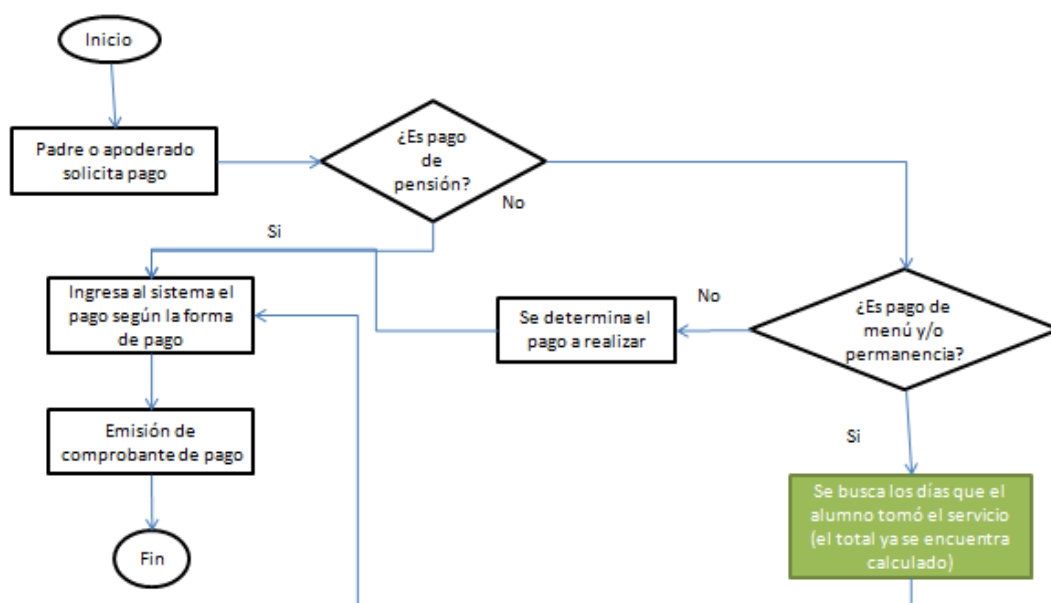 Inicio
Padre o apoderado
solicita pago
¿Es pago
de
pensión?
No
Si
Ingresa al sistema el
pago según la forma
de pago
Se determina el
pago a realizar
No
¿Es pago de
menú y/o
permanencia?
Si
Emisión de
comprobante de pago
Se busca los días que el
alumno tomó el servicio
(el total ya se encuentra
calculado)
Fin